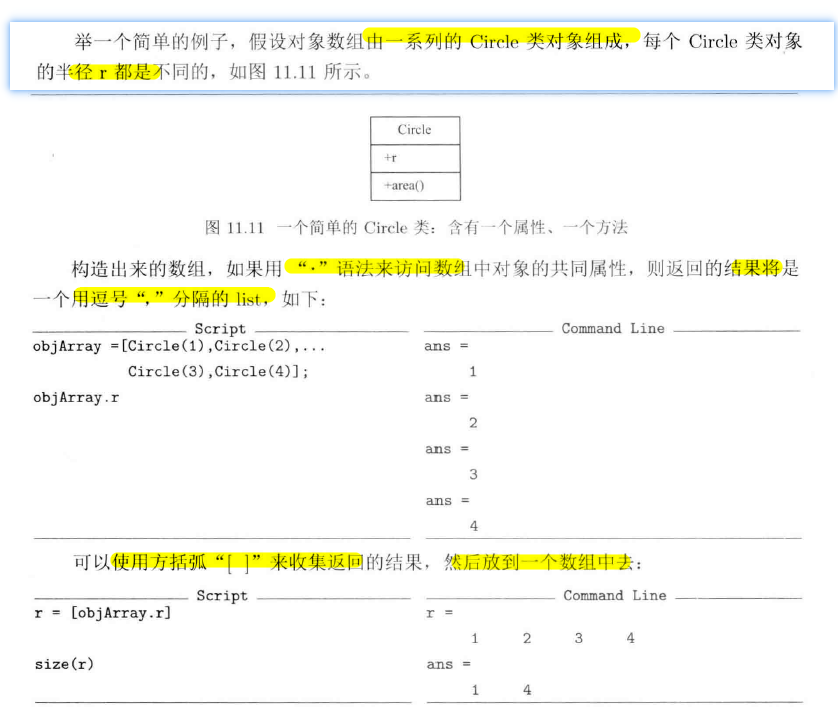 举一个简单的例子，假设对象数组由一系列的 Circle 类对象组成，每个 Circle 类对象
的半径 r 都是不同的，如图 11.11 所示。
Circle
+r
+area()
图 11.11 一个简单的 Circle 类：含有一个属性、一个方法
构造出来的数组，如果用“·”语法来访问数组中对象的共同属性，则返回的结果将是
一个用逗号“，”分隔的 list，如下：
Script
objArray =[Circle(1),Circle(2),...
Circle(3),Circle(4)];
objArray.r
Command Line
ans =
1
ans =
2
ans =
3
ans =
4
可以使用方括弧“[ ]”来收集返回的结果，然后放到一个数组中去：
Script
r = [objArray.r]
size(r)
Command Line
r =
1 2 3 4
ans =
1 4